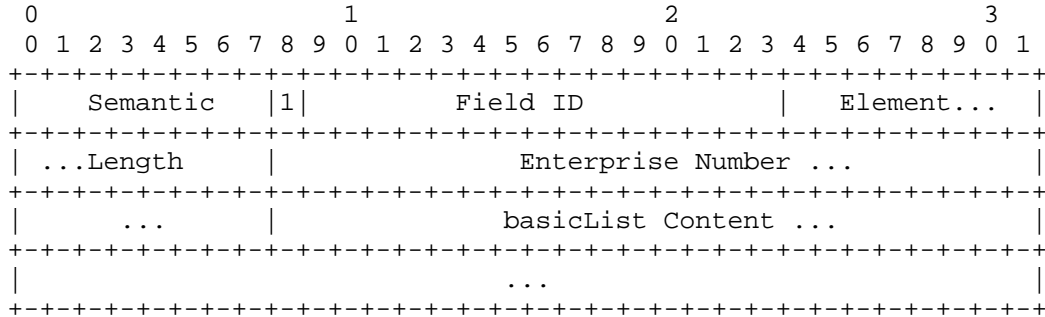 0                   1                   2                   3
 0 1 2 3 4 5 6 7 8 9 0 1 2 3 4 5 6 7 8 9 0 1 2 3 4 5 6 7 8 9 0 1
+-+-+-+-+-+-+-+-+-+-+-+-+-+-+-+-+-+-+-+-+-+-+-+-+-+-+-+-+-+-+-+-+
|    Semantic   |1|         Field ID            |   Element...  |
+-+-+-+-+-+-+-+-+-+-+-+-+-+-+-+-+-+-+-+-+-+-+-+-+-+-+-+-+-+-+-+-+
| ...Length     |               Enterprise Number ...           |
+-+-+-+-+-+-+-+-+-+-+-+-+-+-+-+-+-+-+-+-+-+-+-+-+-+-+-+-+-+-+-+-+
|      ...      |              basicList Content ...            |
+-+-+-+-+-+-+-+-+-+-+-+-+-+-+-+-+-+-+-+-+-+-+-+-+-+-+-+-+-+-+-+-+
|                              ...                              |
+-+-+-+-+-+-+-+-+-+-+-+-+-+-+-+-+-+-+-+-+-+-+-+-+-+-+-+-+-+-+-+-+